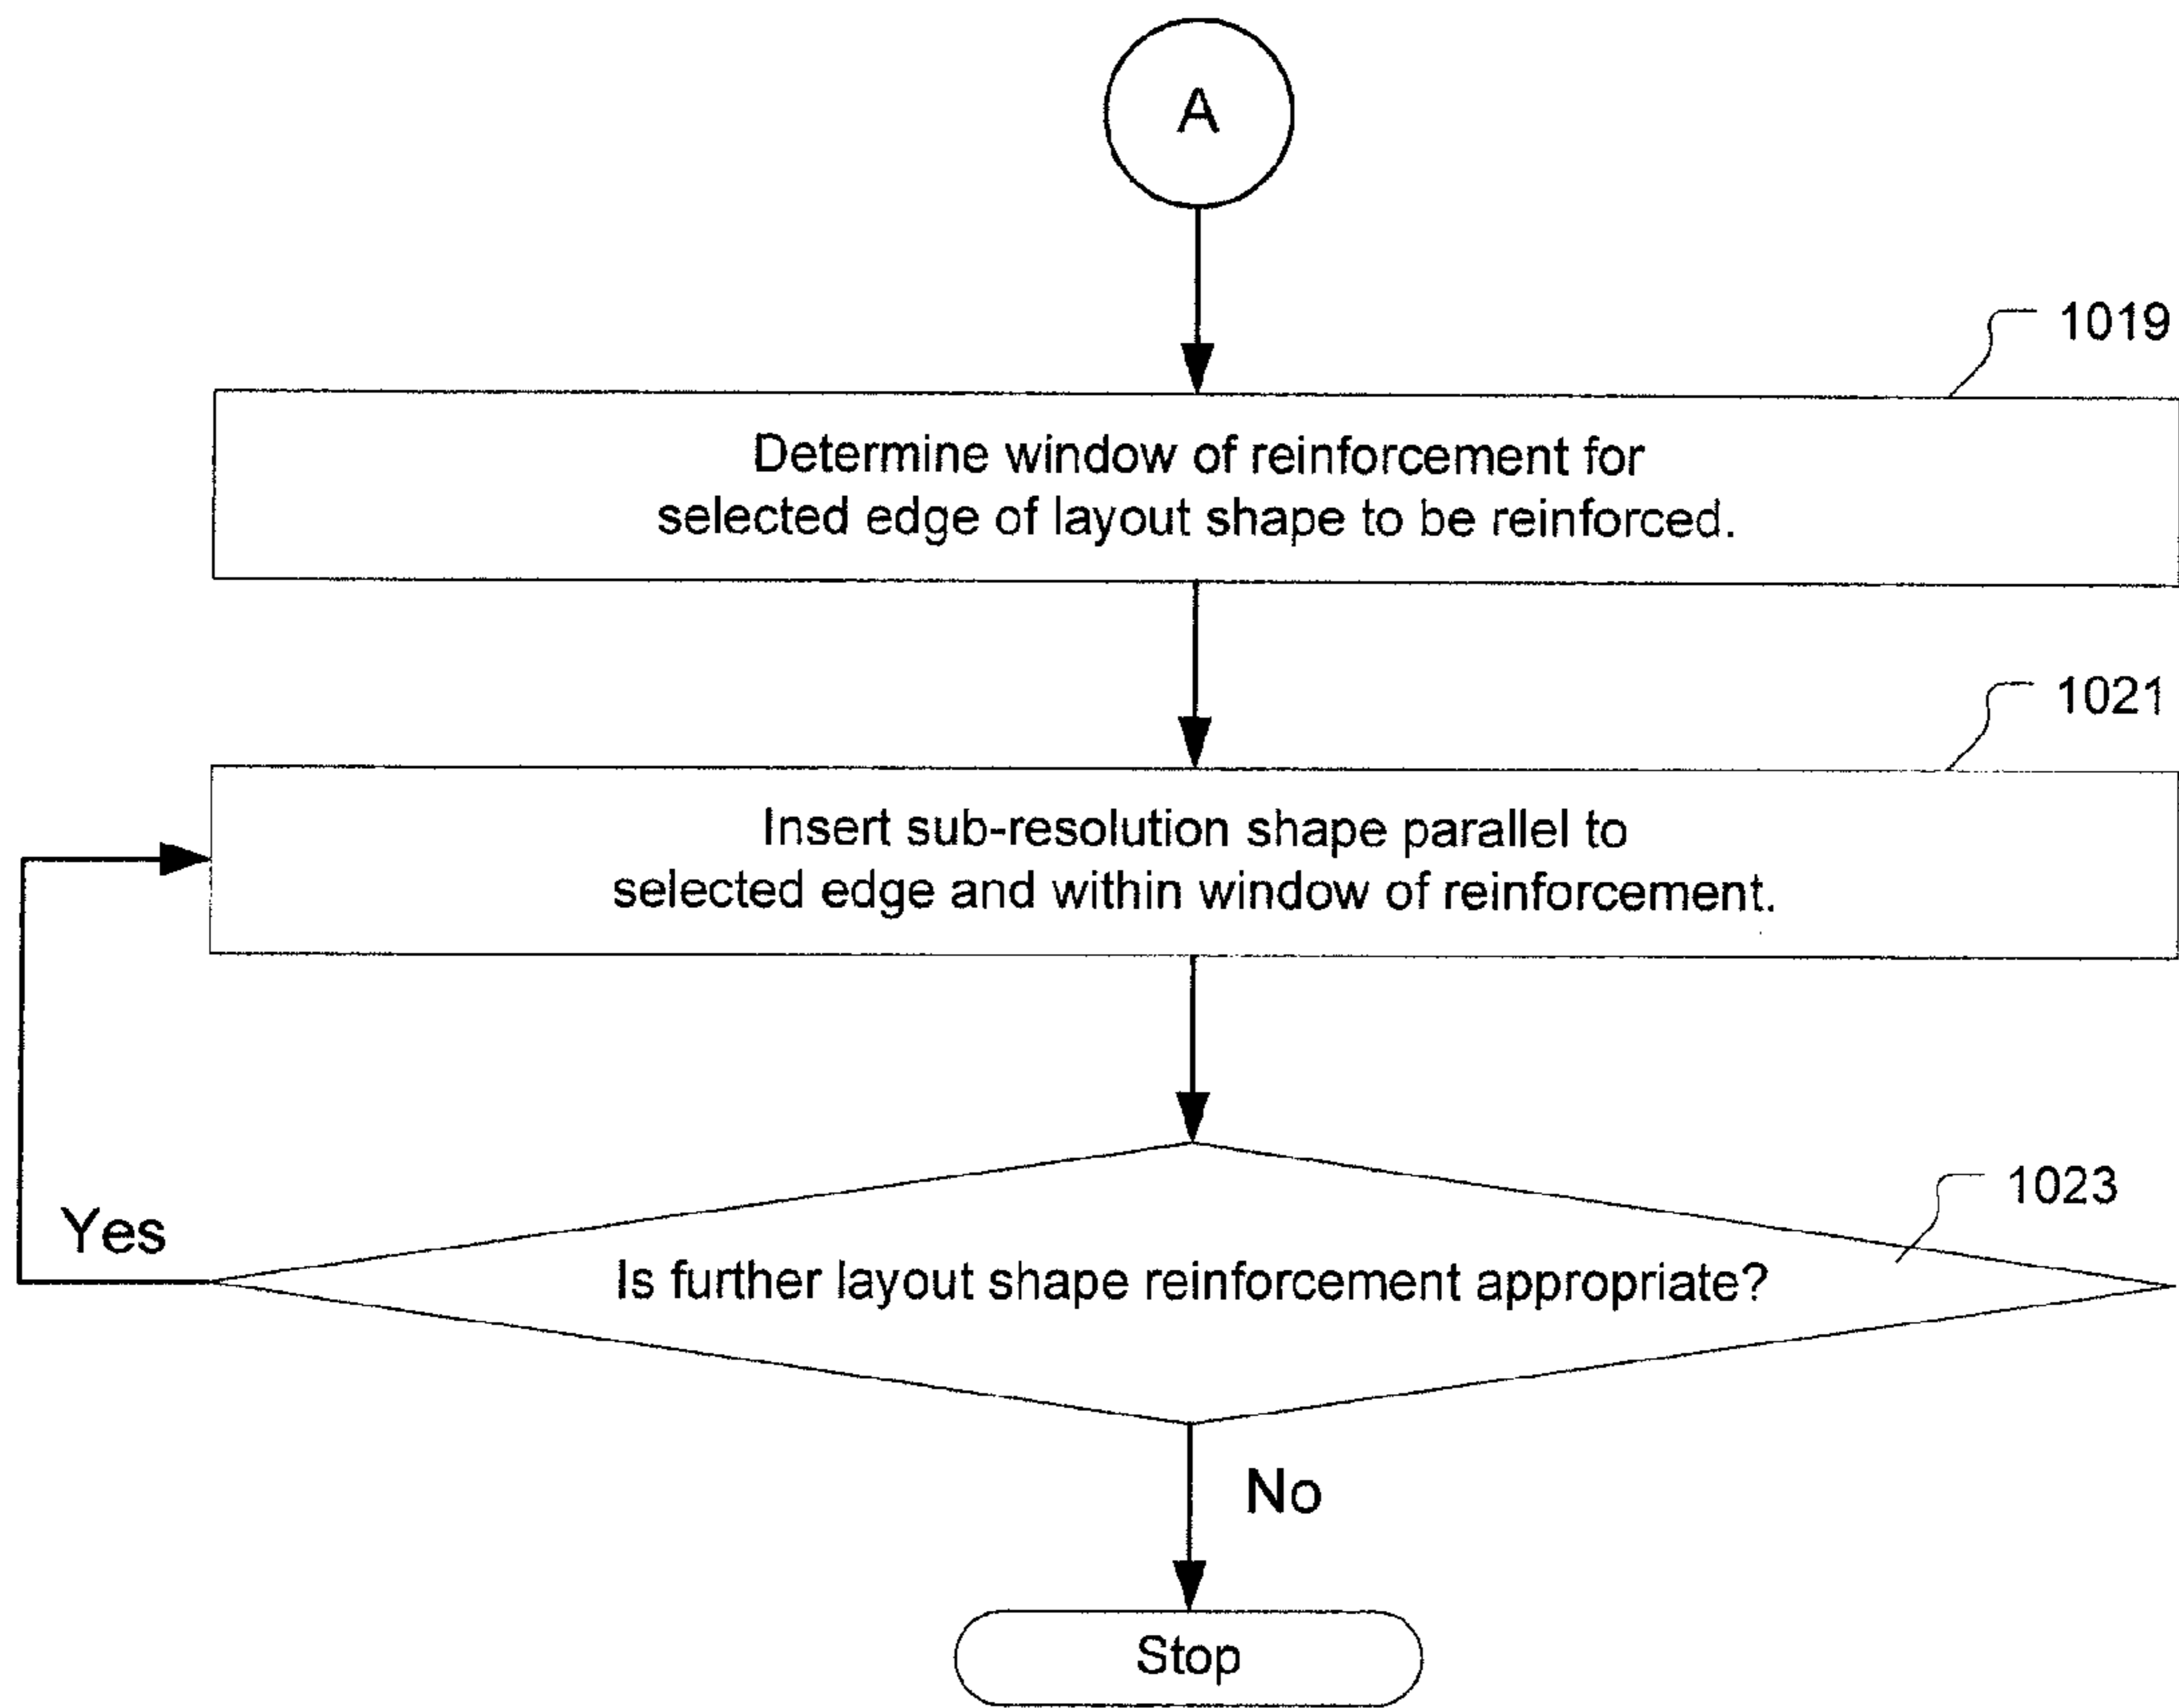 A
1019
Determine window of reinforcement for
selected edge of layout shape to be reinforced.
1021
Insert sub-resolution shape parallel to
selected edge and within window of reinforcement.
1023
Yes
Is further layout shape reinforcement appropriate?
No
Stop